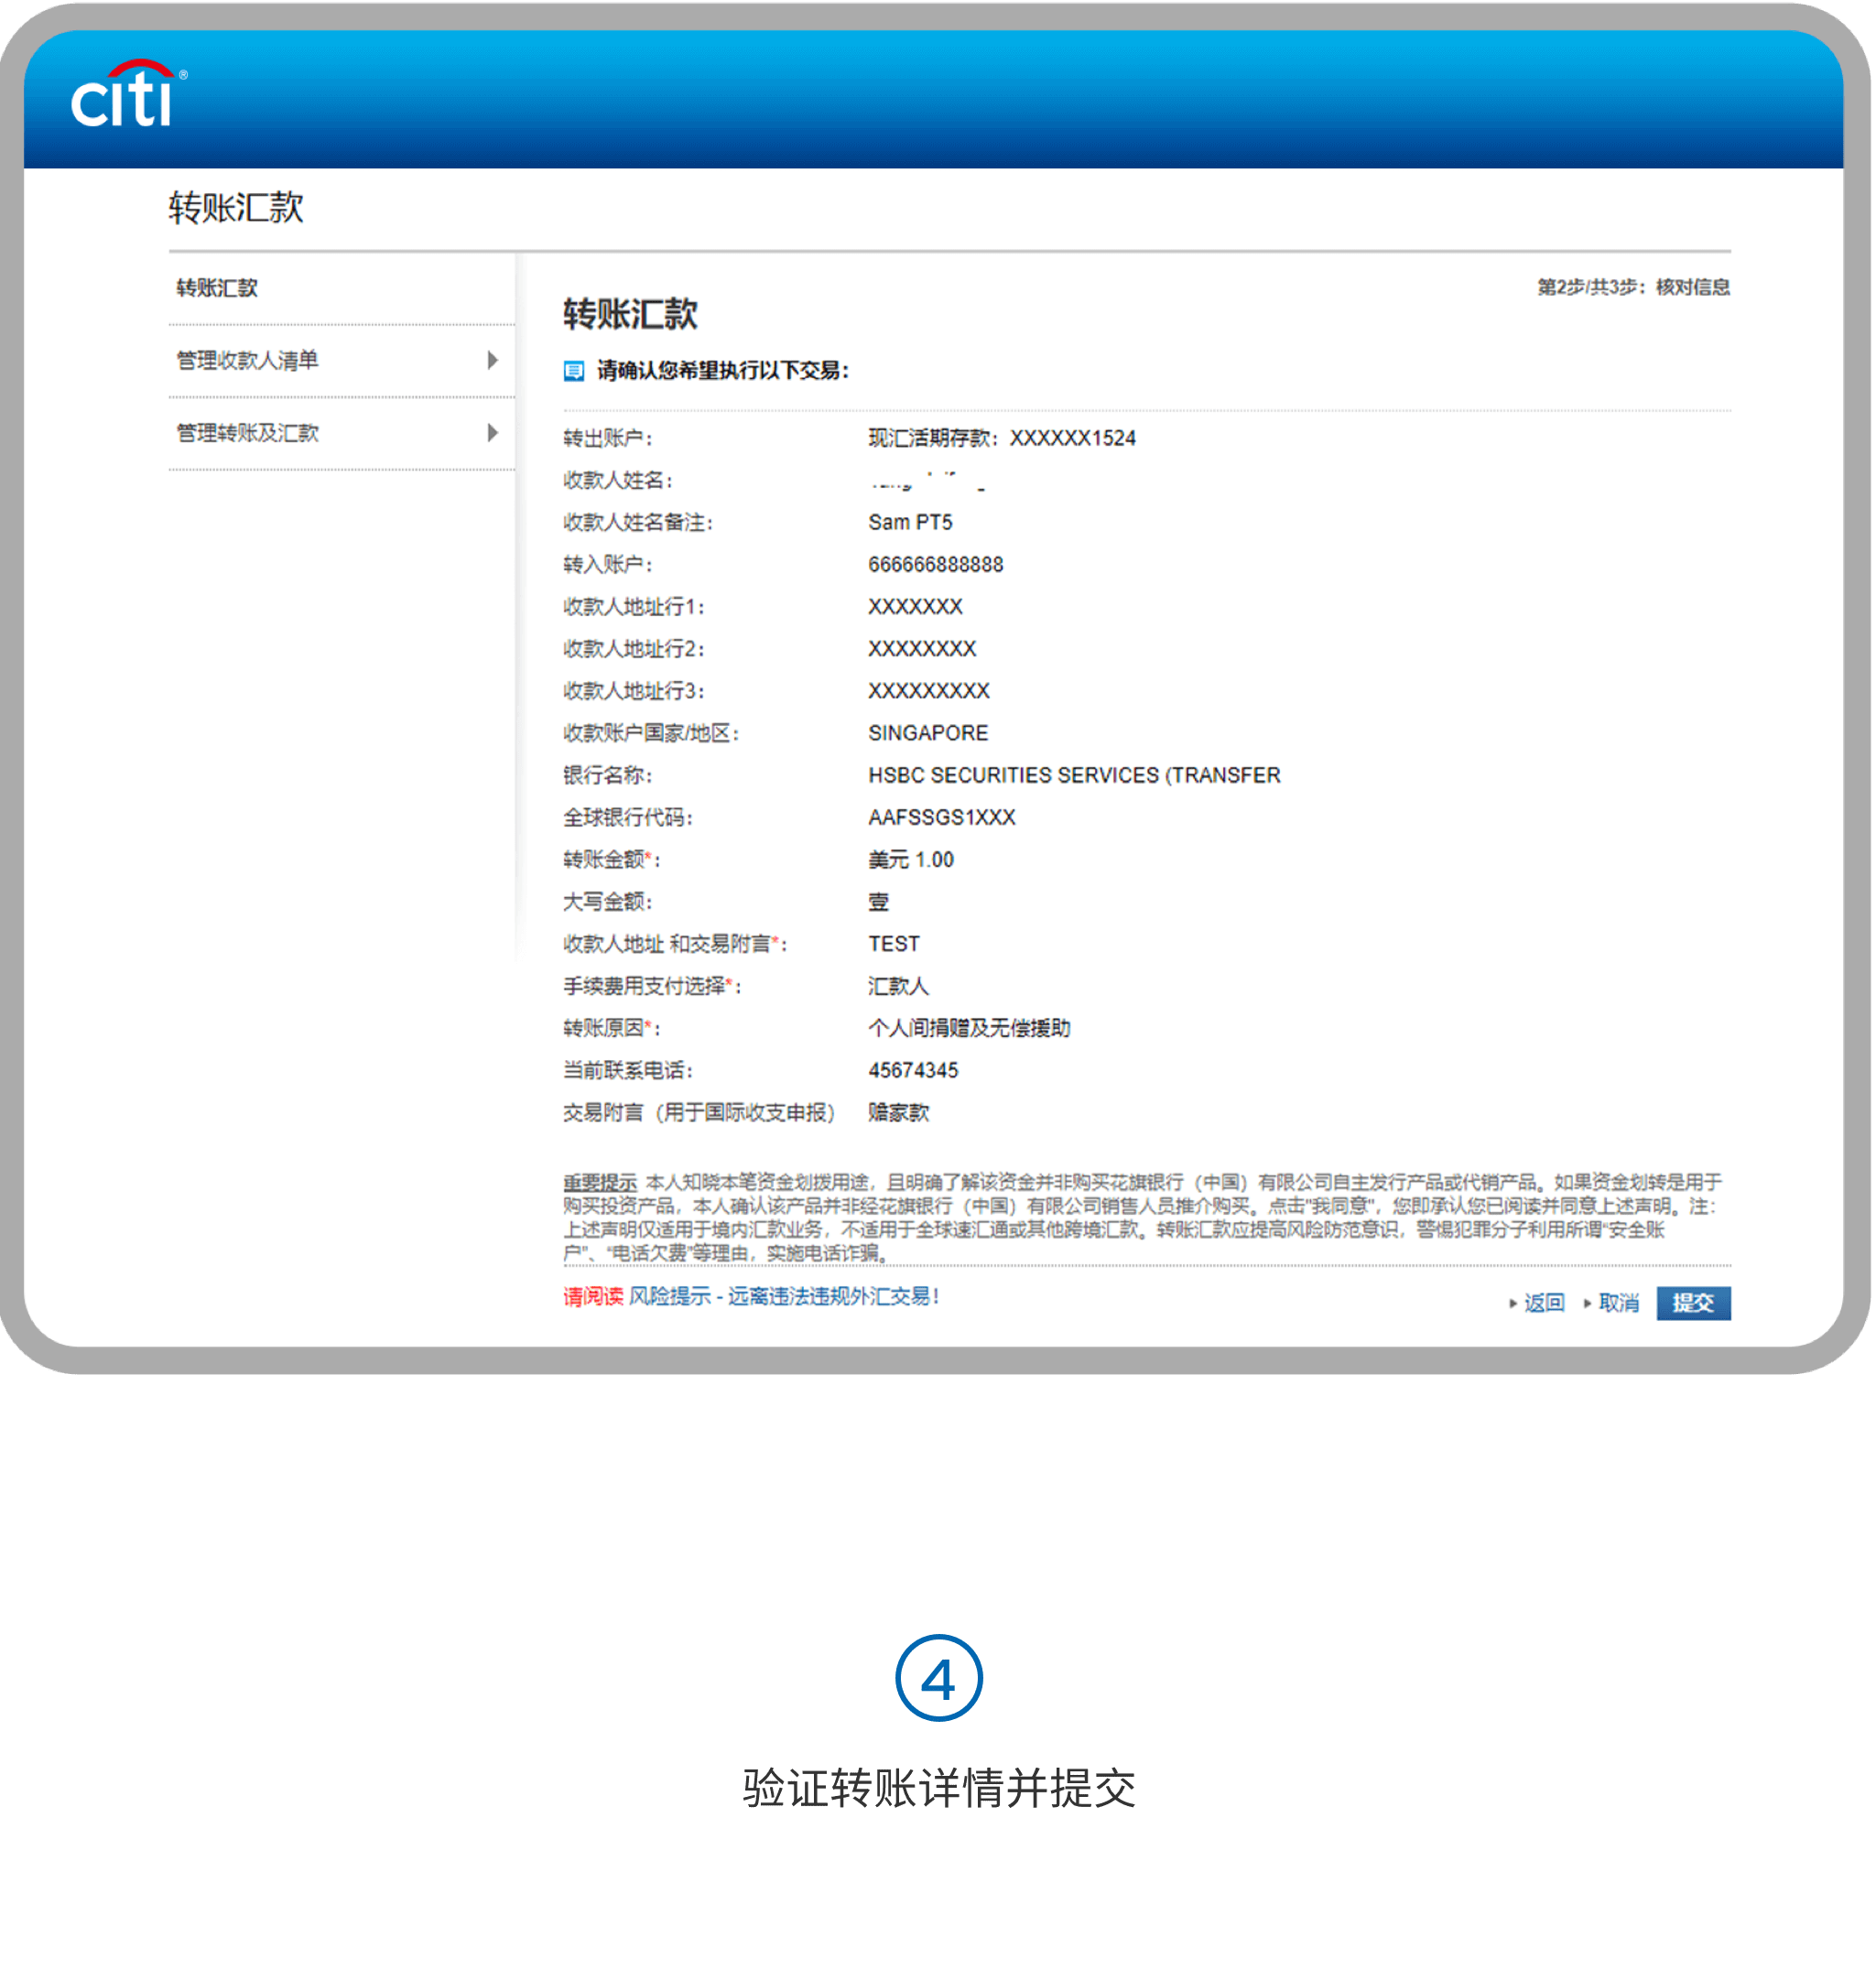 citi®
转账汇款
转账汇款
管理收款人清单
管理转账及汇款
第2步/共3步：核对信息
转账汇款
请确认您希望执行以下交易：
转出账户： 现汇活期存款：XXXXXX1524
收款人姓名：
收款人姓名备注： Sam PT5
转入账户： 666666888888
收款人地址行1： XXXXXXX
收款人地址行2： XXXXXXXX
收款人地址行3： XXXXXXXXX
收款账户国家/地区： SINGAPORE
银行名称： HSBC SECURITIES SERVICES (TRANSFER
全球银行代码： AAFSSGS1XXX
转账金额*： 美元 1.00
大写金额： 壹
收款人地址 和交易附言*： TEST
手续费用支付选择*： 汇款人
转账原因*： 个人间捐赠及无偿援助
当前联系电话： 45674345
交易附言（用于国际收支申报） 赡家款
重要提示 本人知晓本笔资金划拨用途，且明确了解该资金并非购买花旗银行（中国）有限公司自主发行产品或代销产品。如果资金划转是用于
购买投资产品，本人确认该产品并非经花旗银行（中国）有限公司销售人员推介购买。点击"我同意"，您即承认您已阅读并同意上述声明。注：
上述声明仅适用于境内汇款业务，不适用于全球速汇通或其他跨境汇款。转账汇款应提高风险防范意识，警惕犯罪分子利用所谓“安全账
户”、“电话欠费”等理由，实施电话诈骗。
请阅读 风险提示 - 远离违法违规外汇交易！
返回 取消 提交
4
验证转账详情并提交